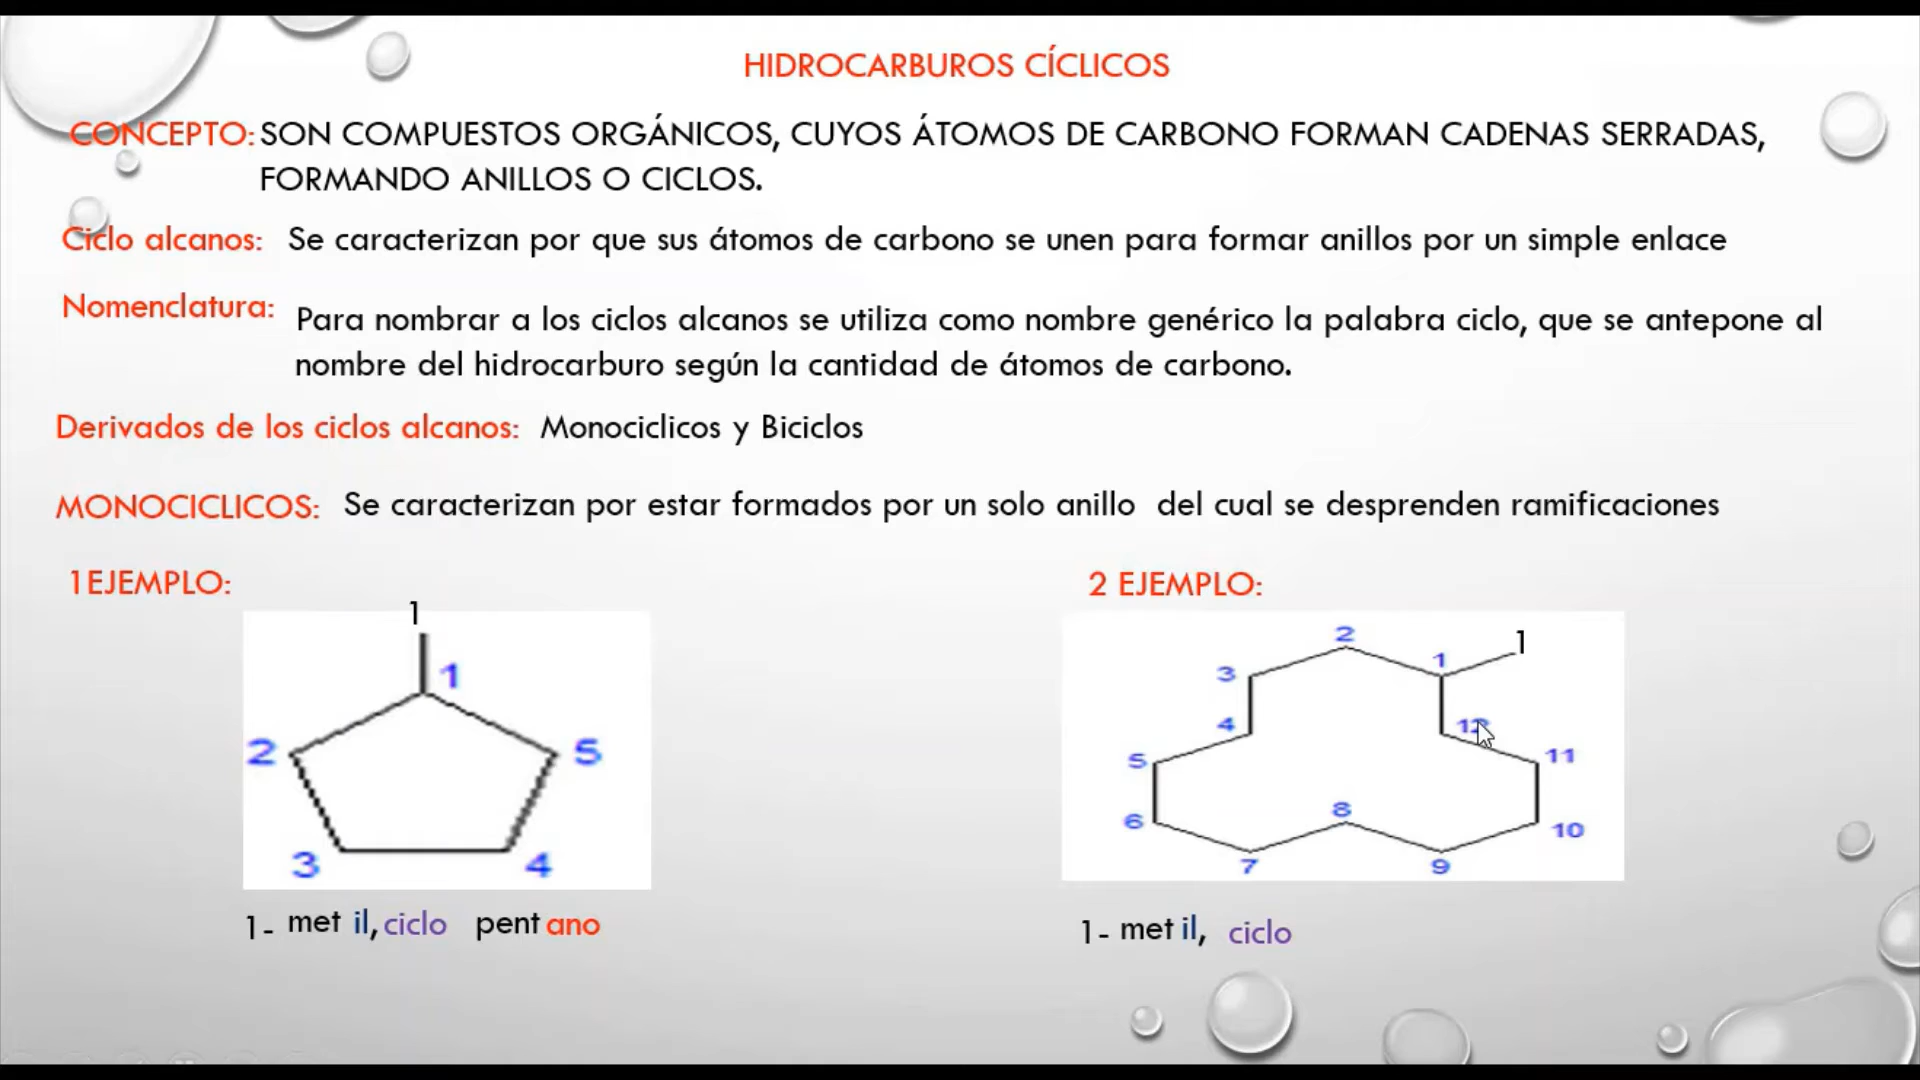 HIDROCARBUROS CÍCLICOS
CONCEPTO: SON COMPUESTOS ORGÁNICOS, CUYOS ÁTOMOS DE CARBONO FORMAN CADENAS SERRADAS,
FORMANDO ANILLOS O CICLOS.
Ciclo alcanos: Se caracterizan por que sus átomos de carbono se unen para formar anillos por un simple enlace
Nomenclatura: Para nombrar a los ciclos alcanos se utiliza como nombre genérico la palabra ciclo, que se antepone al
nombre del hidrocarburo según la cantidad de átomos de carbono.
Derivados de los ciclos alcanos: Monociclicos y Biciclos
MONOCICLICOS: Se caracterizan por estar formados por un solo anillo del cual se desprenden ramificaciones
1EJEMPLO:
1
1
2
5
3
4
1- met il, ciclo pent ano
2 EJEMPLO:
2
1
1
3
4
12
5
11
6
8
10
7
9
1- met il, ciclo